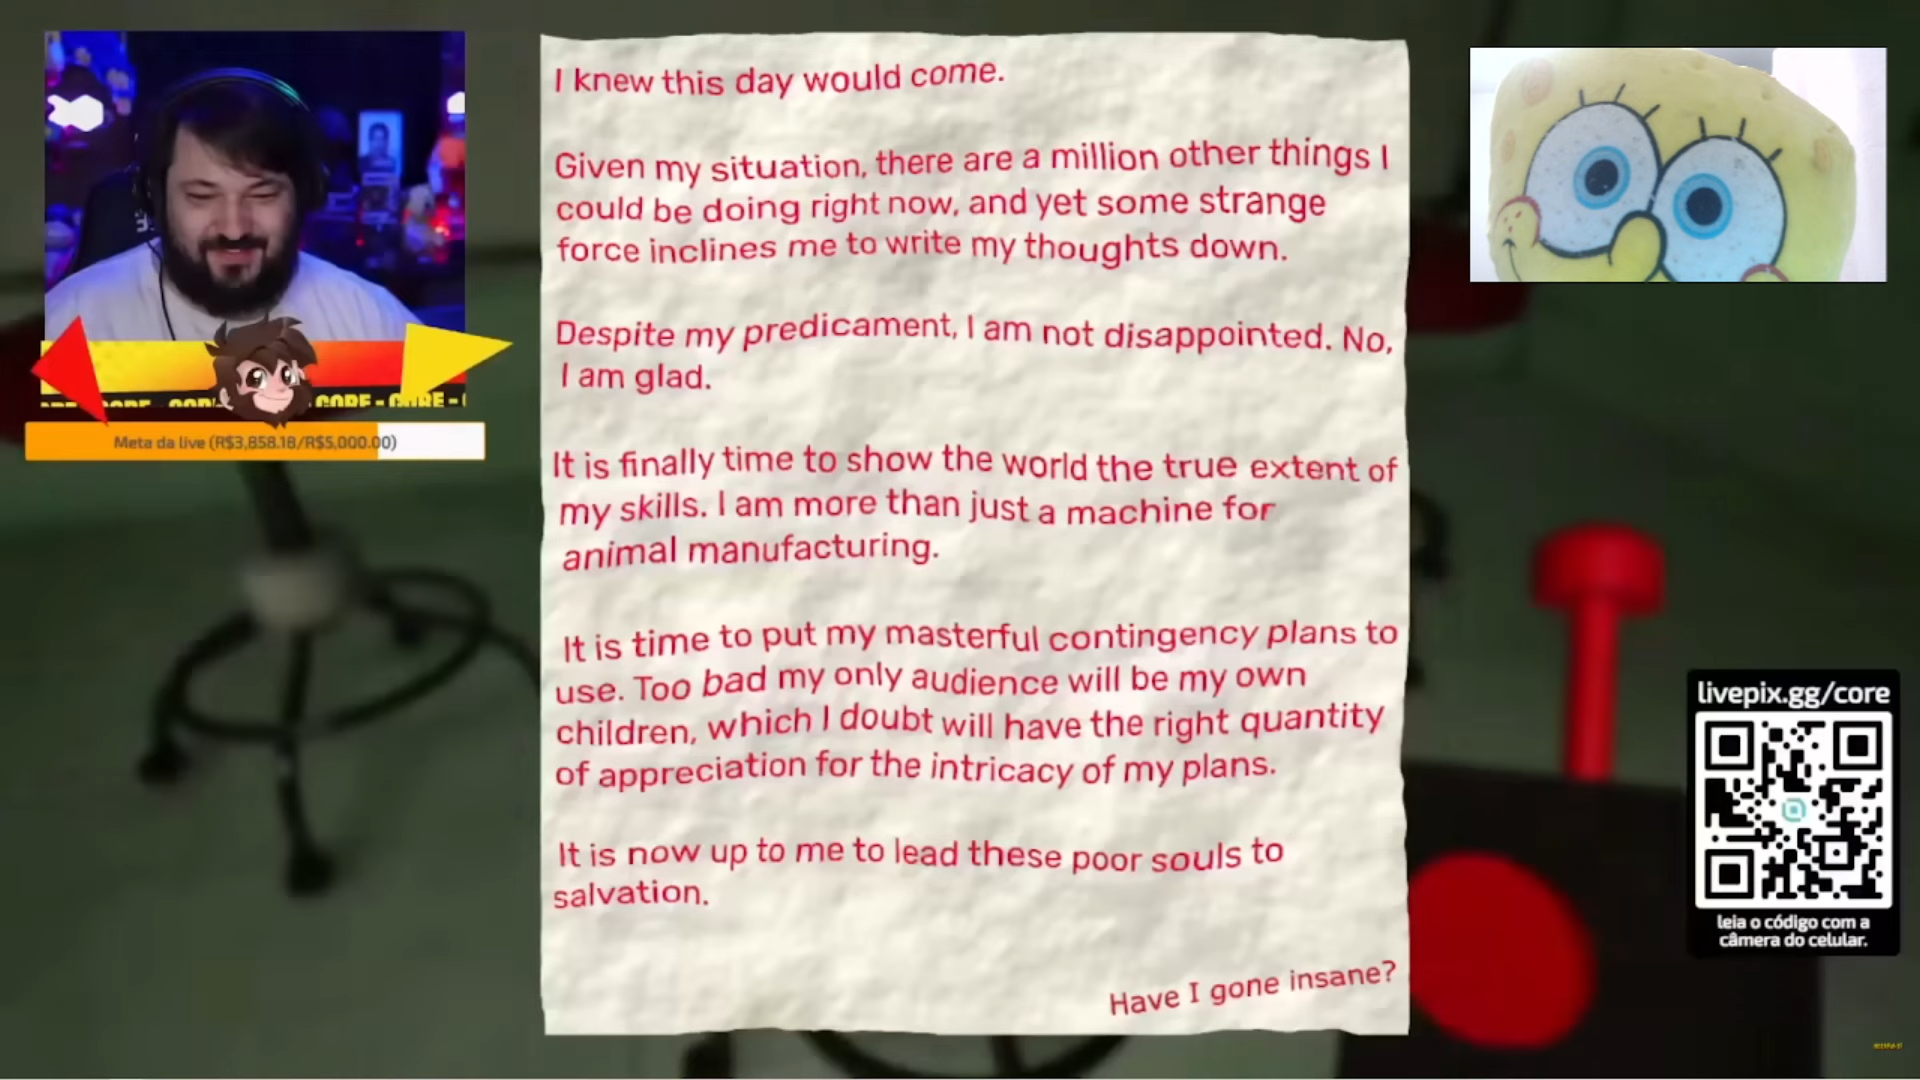 I knew this day would come.
Given my situation, there are a million other things I
could be doing right now, and yet some strange
force inclines me to write my thoughts down.
Despite my predicament, I am not disappointed. No,
I am glad.
It is finally time to show the world the true extent of
my skills. I am more than just a machine for
animal manufacturing.
It is time to put my masterful contingency plans to
use. Too bad my only audience will be my own
children, which I doubt will have the right quantity
of appreciation for the intricacy of my plans.
It is now up to me to lead these poor souls to
salvation.
Have I gone insane?
CORE - CORE -
Meta da live (R$3,858.18/R$5,000.00)
livepix.gg/core
leia o código com a
câmera do celular.